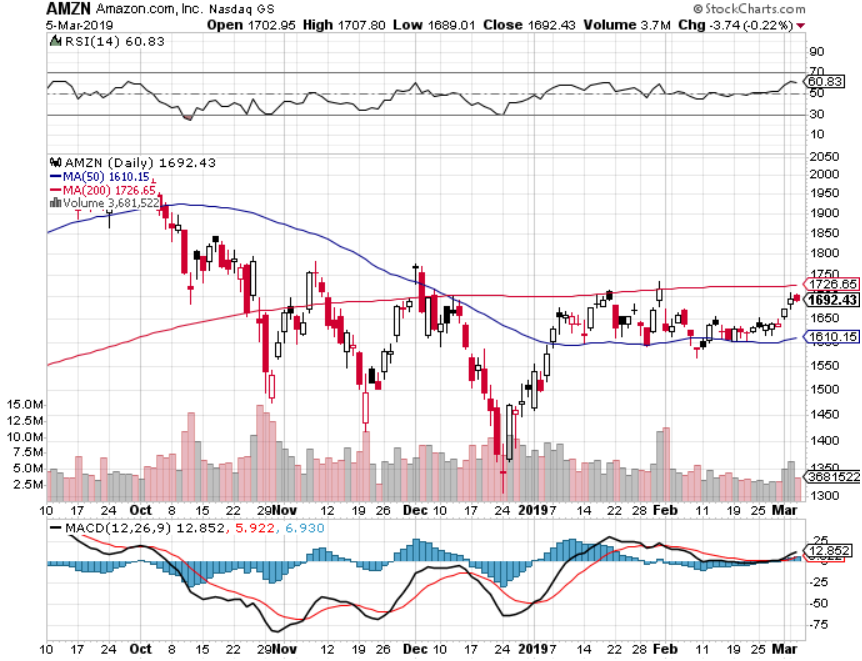 AMZN Amazon.com, Inc. Nasdaq GS
© StockCharts.com
5-Mar-2019
Open 1702.95 High 1707.80 Low 1689.01 Close 1692.43 Volume 3.7M Chg -3.74 (-0.22%)
RSI(14) 60.83
90
70
60.83
50
30
10
AMZN (Daily) 1692.43
MA(50) 1610.15
MA(200) 1726.65
Volume 3,681,522
2050
2000
1950
1900
1850
1800
1750
1726.65
1692.43
1650
1610.15
1550
1500
1450
1400
1350
1300
15.0M
12.5M
10.0M
7.5M
5.0M
2.5M
3681522
10 17 24 Oct 8 15 22 29 Nov 12 19 26 Dec 10 17 24 2019 7 14 22 28 Feb 11 19 25 Mar
MACD(12,26,9) 12.852, 5.922, 6.930
25
12.852
-25
-50
-75
10 17 24 Oct 8 15 22 29 Nov 12 19 26 Dec 10 17 24 2019 7 14 22 28 Feb 11 19 25 Mar